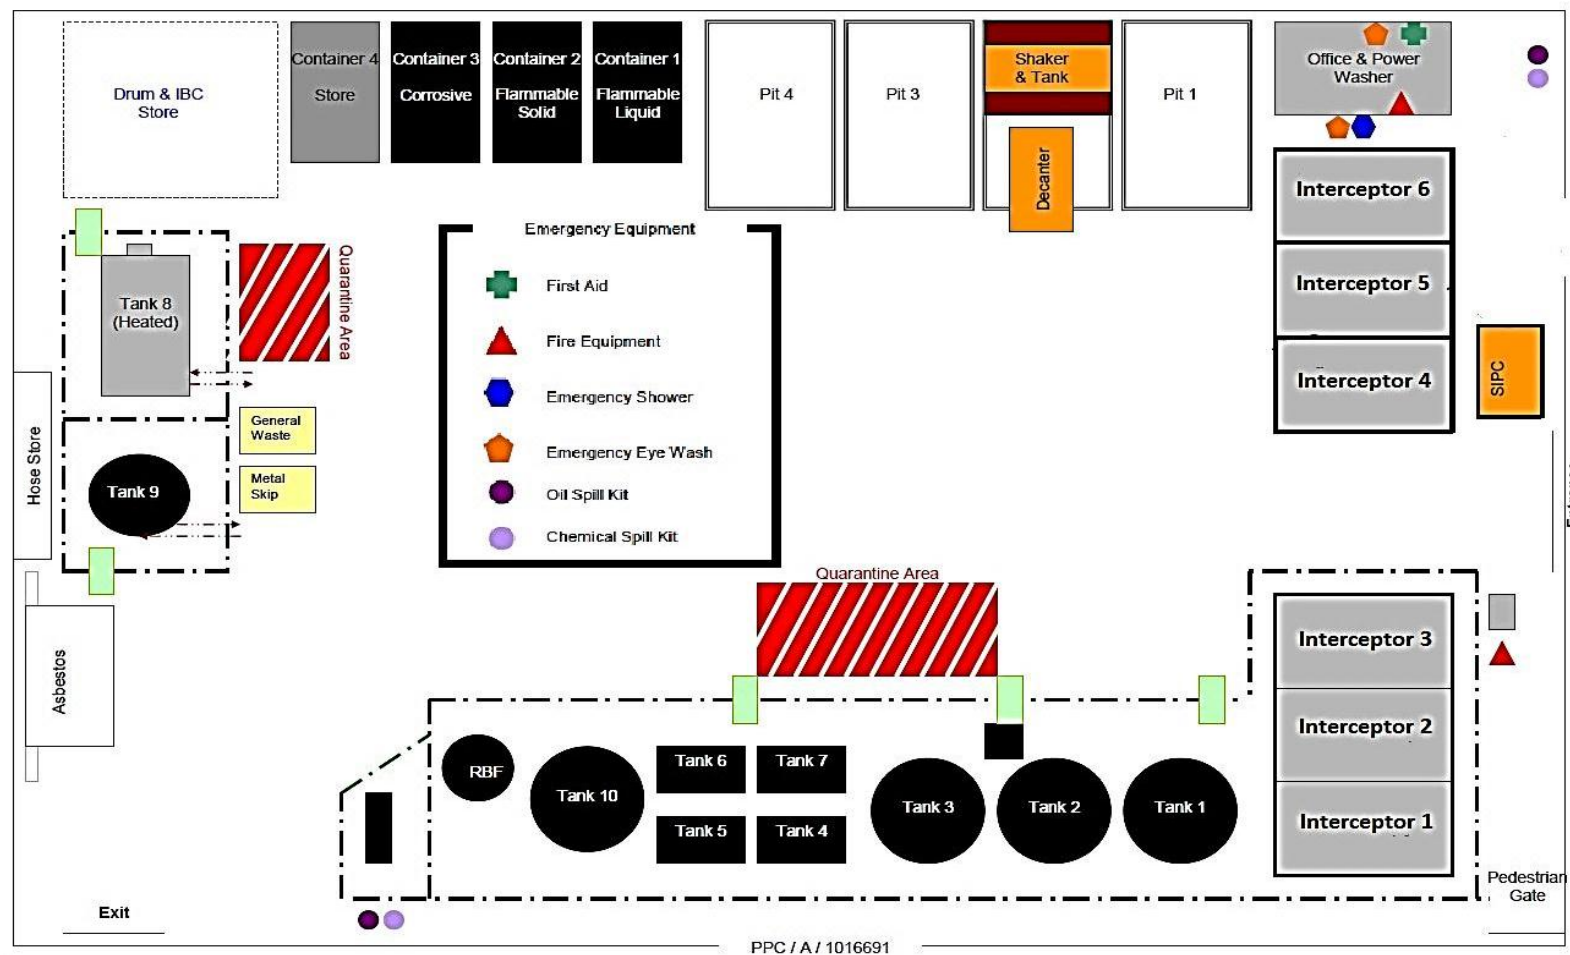 Drum & IBC
Store
Container 4
Store
Container 3
Corrosive
Container 2
Flammable
Solid
Container 1
Flammable
Liquid
Pit 4
Pit 3
Shaker
& Tank
Decanter
Pit 1
Office & Power
Washer
Interceptor 6
Interceptor 5
Interceptor 4
SIPC
Emergency Equipment
First Aid
Fire Equipment
Emergency Shower
Emergency Eye Wash
Oil Spill Kit
Chemical Spill Kit
Tank 8
(Heated)
Quarantine Area
General
Waste
Metal
Skip
Hose Store
Tank 9
Asbestos
Quarantine Area
Interceptor 3
Interceptor 2
Interceptor 1
RBF
Tank 10
Tank 6
Tank 7
Tank 5
Tank 4
Tank 3
Tank 2
Tank 1
Pedestrian
Gate
Exit
PPC / A / 1016691